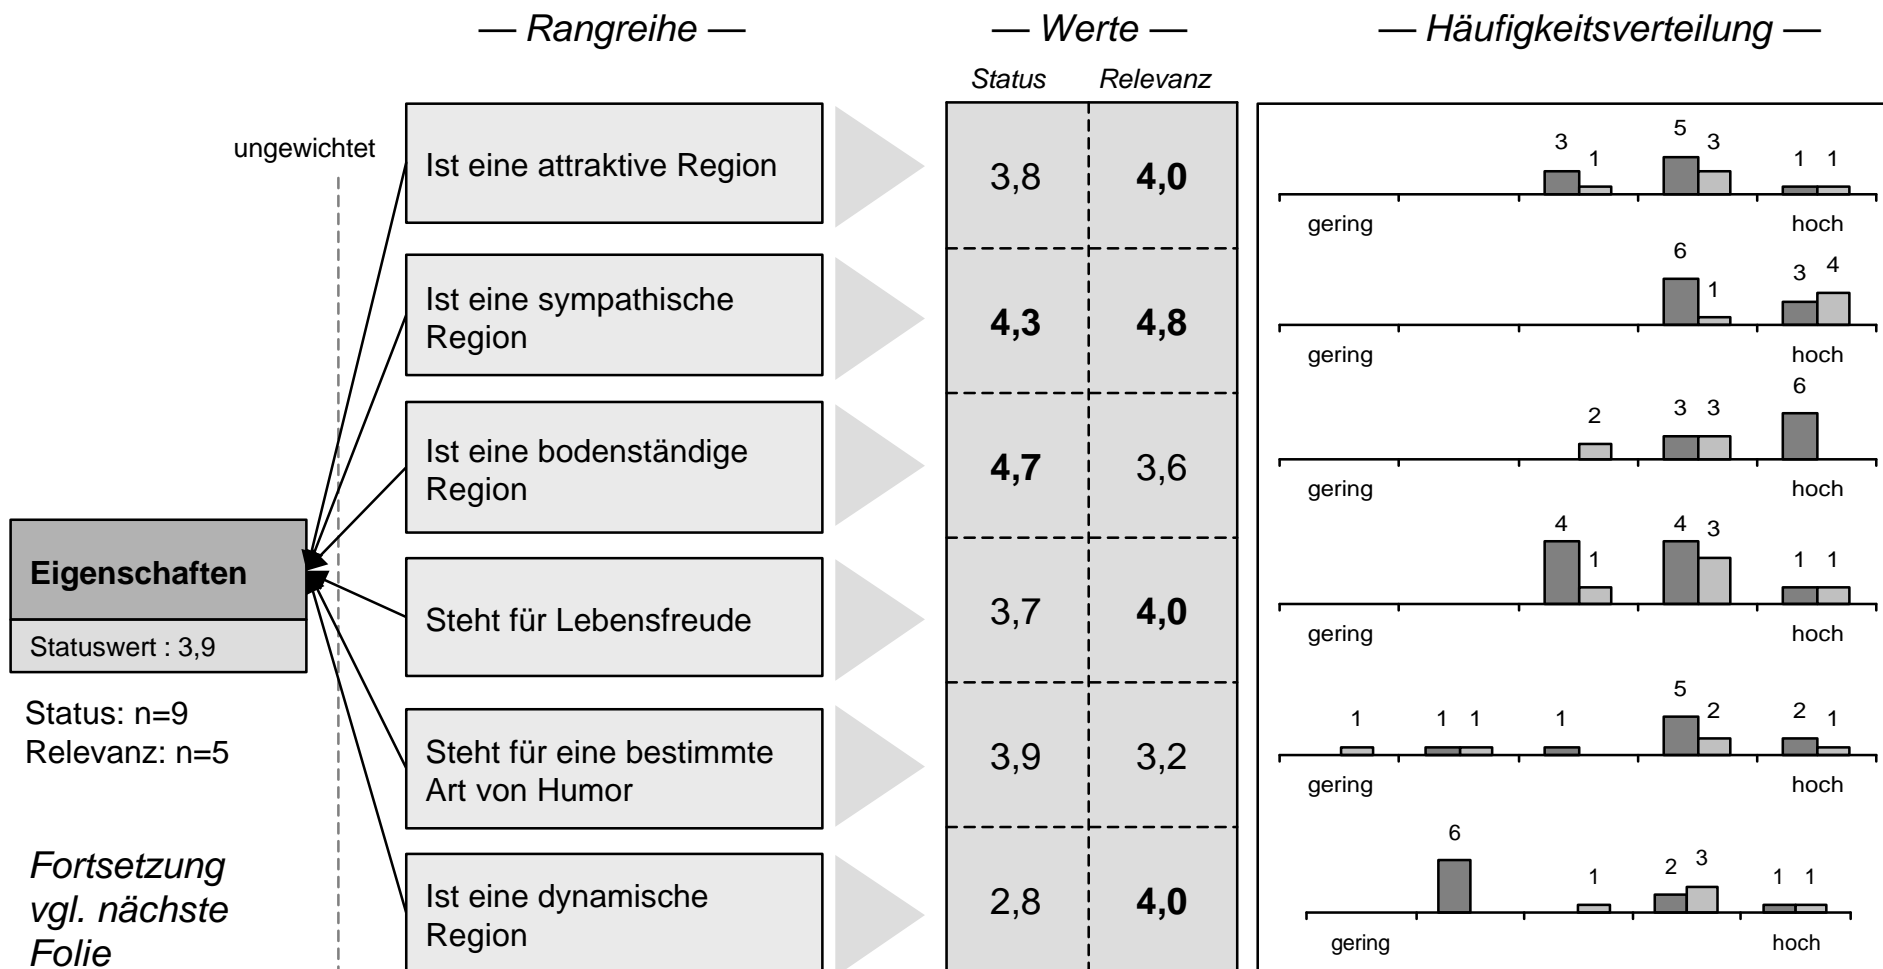 — Rangreihe —
— Werte —
— Häufigkeitsverteilung —
Status
Relevanz
ungewichtet
Ist eine attraktive Region
3,8
4,0
3
1
5
3
1
1
gering
hoch
Ist eine sympathische
Region
4,3
4,8
6
1
3
4
gering
hoch
Ist eine bodenständige
Region
4,7
3,6
2
3
3
6
gering
hoch
Eigenschaften
Statuswert : 3,9
Status: n=9
Relevanz: n=5
Steht für Lebensfreude
3,7
4,0
4
1
4
3
1
1
gering
hoch
Steht für eine bestimmte
Art von Humor
3,9
3,2
1
1
1
1
5
2
2
1
gering
hoch
Ist eine dynamische
Region
2,8
4,0
6
1
2
3
1
1
gering
hoch
Fortsetzung
vgl. nächste
Folie